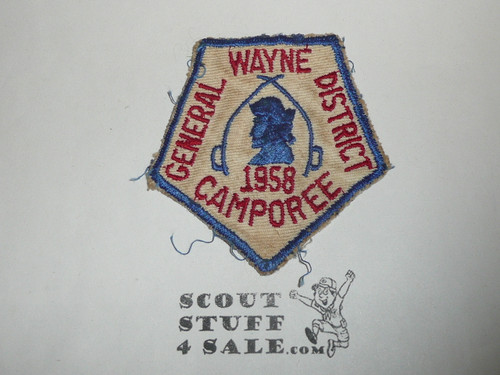 GENERAL WAYNE DISTRICT
1958
CAMPOREE
SCOUT
STUFF
4 SALE.com